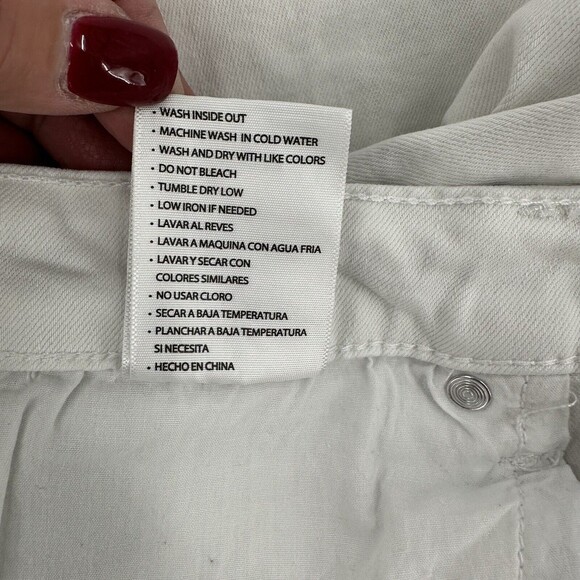 • WASH INSIDE OUT
• MACHINE WASH IN COLD WATER
• WASH AND DRY WITH LIKE COLORS
• DO NOT BLEACH
• TUMBLE DRY LOW
• LOW IRON IF NEEDED
• LAVAR AL REVES
• LAVAR A MAQUINA CON AGUA FRIA
• LAVAR Y SECAR CON
COLORES SIMILARES
• NO USAR CLORO
• SECAR A BAJA TEMPERATURA
• PLANCHAR A BAJA TEMPERATURA
SI NECESITA
• HECHO EN CHINA